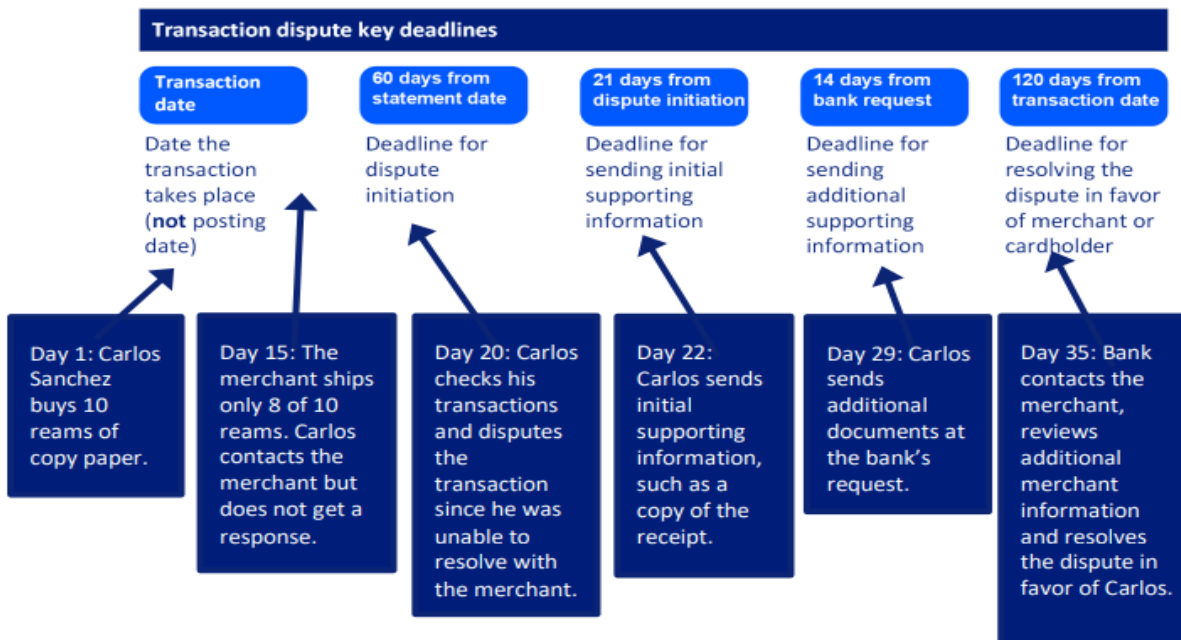 Transaction dispute key deadlines
Transaction
date
60 days from
statement date
21 days from
dispute initiation
14 days from
bank request
120 days from
transaction date
Date the
transaction
takes place
(not posting
date)
Deadline for
dispute
initiation
Deadline for
sending initial
supporting
information
Deadline for
sending
additional
supporting
information
Deadline for
resolving the
dispute in favor
of merchant or
cardholder
Day 1: Carlos
Sanchez
buys 10
reams of
copy paper.
Day 15: The
merchant ships
only 8 of 10
reams. Carlos
contacts the
merchant but
does not get a
response.
Day 20: Carlos
checks his
transactions
and disputes
the
transaction
since he was
unable to
resolve with
the merchant.
Day 22:
Carlos sends
initial
supporting
information,
such as a
copy of the
receipt.
Day 29: Carlos
sends
additional
documents at
the bank's
request.
Day 35: Bank
contacts the
merchant,
reviews
additional
merchant
information
and resolves
the dispute in
favor of Carlos.